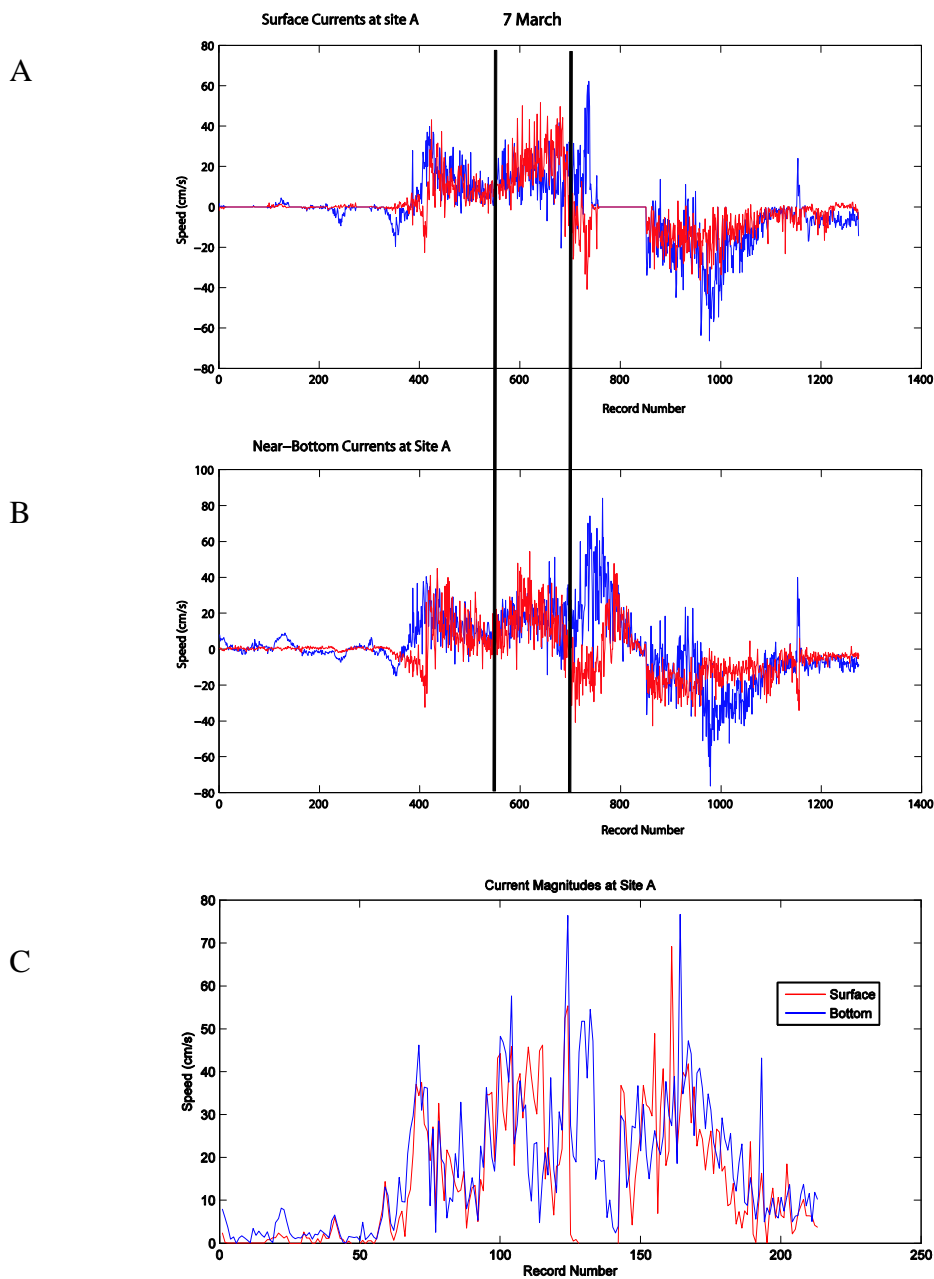 Surface Currents at site A
7 March
A
80
60
40
20
0
−20
−40
−60
−80
Speed (cm/s)
0 200 400 600 800 1000 1200 1400
Record Number
Near−Bottom Currents at Site A
B
100
80
60
40
20
0
−20
−40
−60
−80
Speed (cm/s)
0 200 400 600 800 1000 1200 1400
Record Number
Current Magnitudes at Site A
C
80
70
60
50
40
30
20
10
0
Speed (cm/s)
Surface
Bottom
0 50 100 150 200 250
Record Number